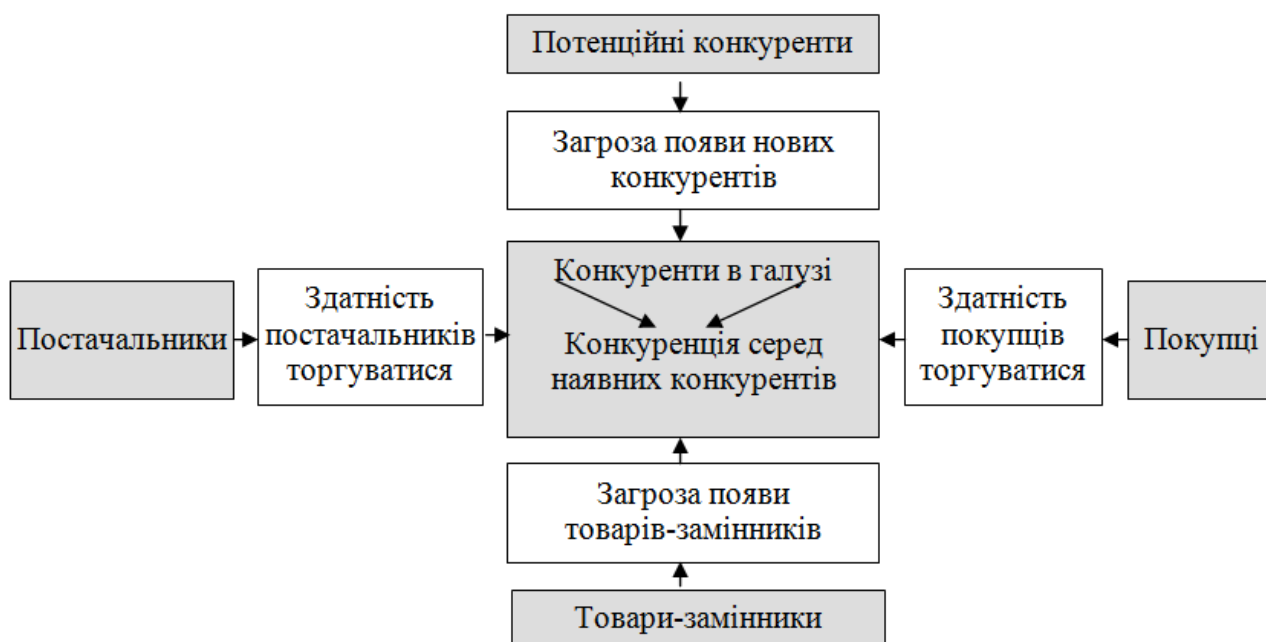 Потенційні конкуренти
Загроза появи нових
конкурентів
Конкуренти в галузі
Конкуренція серед
наявних конкурентів
Постачальники
Здатність
постачальників
торгуватися
Здатність
покупців
торгуватися
Покупці
Загроза появи
товарів-замінників
Товари-замінники